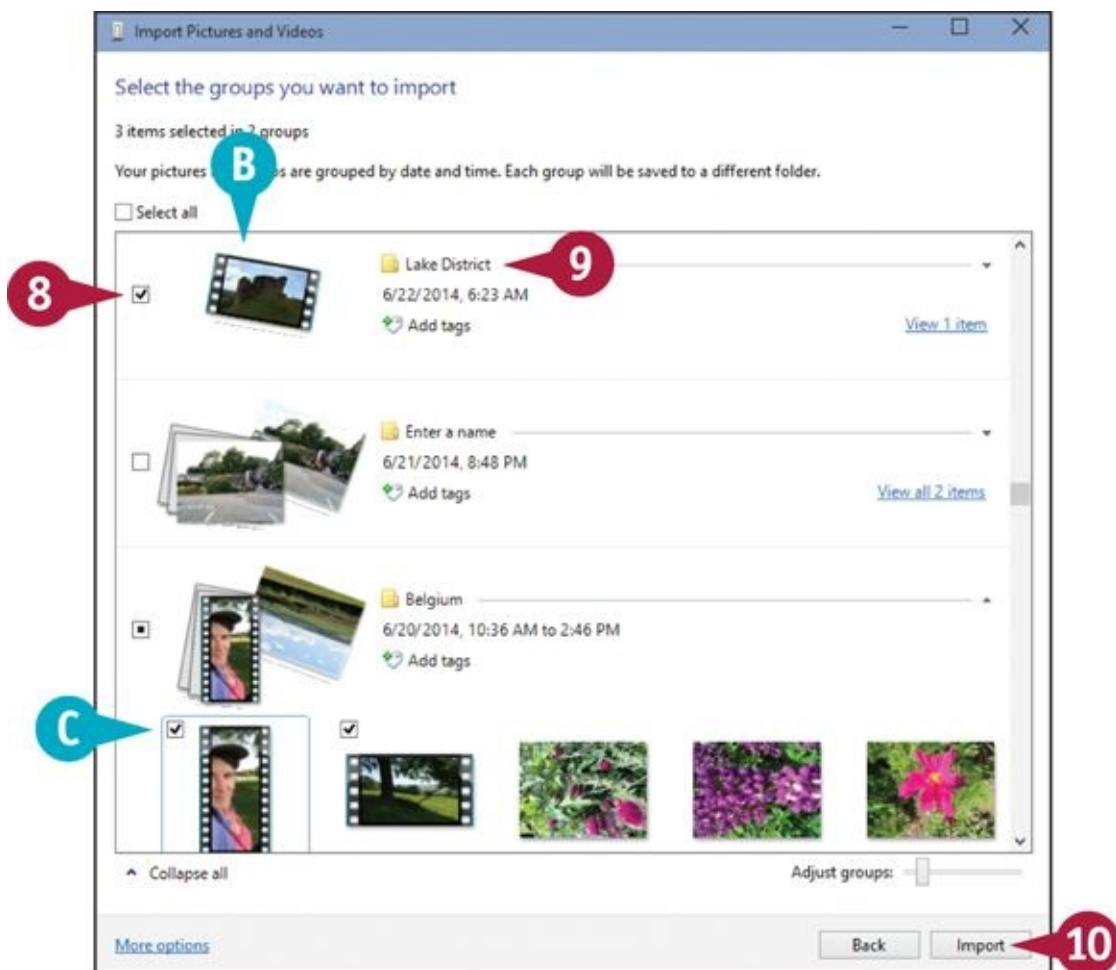 Import Pictures and Videos
Select the groups you want to import
3 items selected in 2 groups
B
Your pictures are grouped by date and time. Each group will be saved to a different folder.
Select all
8
Lake District
9
6/22/2014, 6:23 AM
Add tags
View 1 item
Enter a name
6/21/2014, 8:48 PM
Add tags
View all 2 items
Belgium
6/20/2014, 10:36 AM to 2:46 PM
Add tags
C
Collapse all
Adjust groups:
More options
Back
Import
10